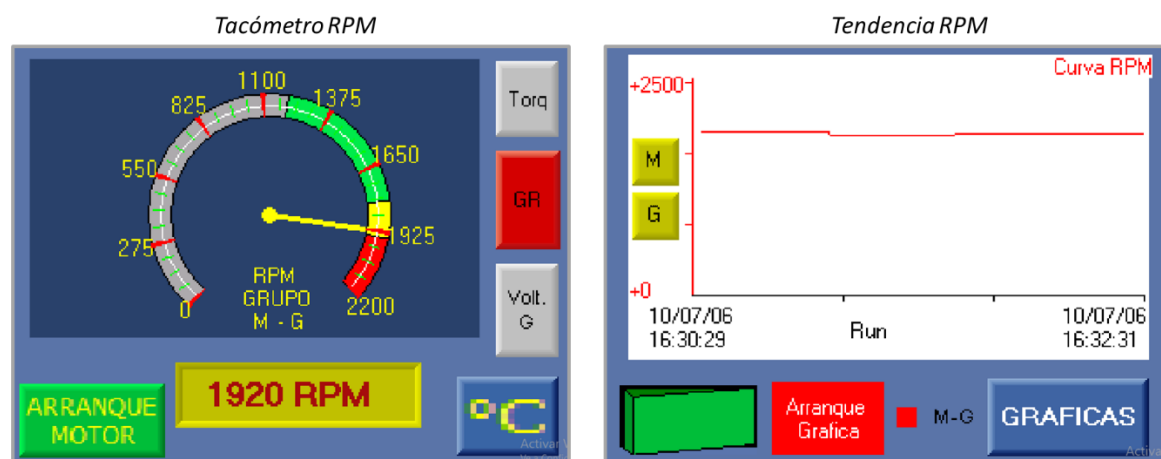 Tacómetro RPM
Tendencia RPM
0
275
550
825
1100
1375
1650
1925
2200
RPM
GRUPO
M - G
Torq
GR
Volt.
G
ARRANQUE
MOTOR
1920 RPM
°C
Curva RPM
+2500
M
G
+0
10/07/06
16:30:29
Run
10/07/06
16:32:31
Arranque
Grafica
M-G
GRAFICAS